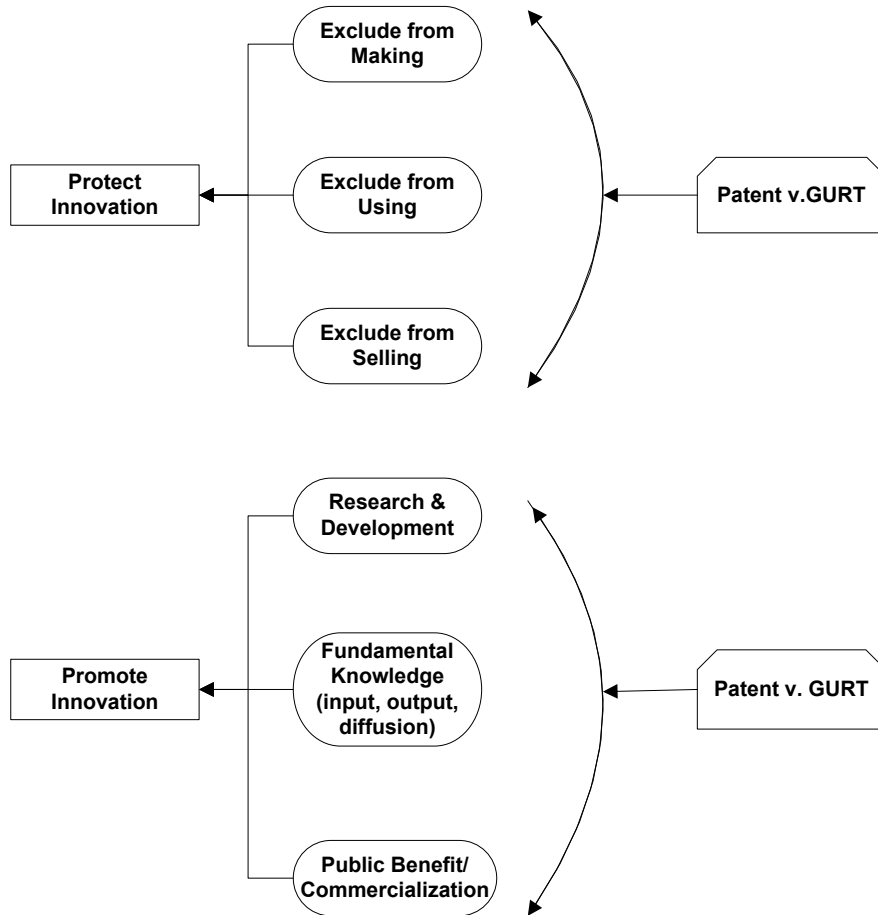 Exclude from
Making
Protect
Innovation
Exclude from
Using
Patent v.GURT
Exclude from
Selling
Research &
Development
Promote
Innovation
Fundamental
Knowledge
(input, output,
diffusion)
Patent v. GURT
Public Benefit/
Commercialization